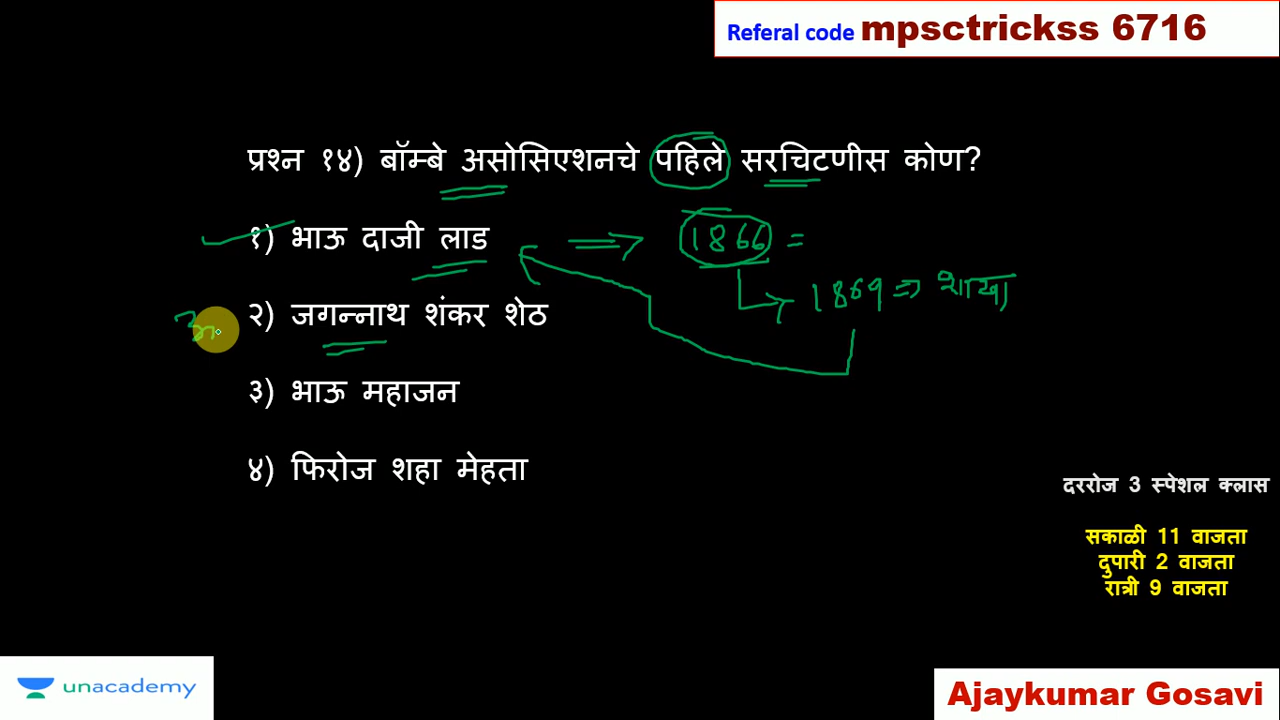 Referal code mpsctrickss 6716
प्रश्न १४) बॉम्बे असोसिएशनचे पहिले सरचिटणीस कोण?
१) भाऊ दाजी लाड ⇒ 1866 =
→ 1869 ⇒ शाखा
२) जगन्नाथ शंकर शेठ
३) भाऊ महाजन
४) फिरोज शहा मेहता
दररोज 3 स्पेशल क्लास
सकाळी 11 वाजता
दुपारी 2 वाजता
रात्री 9 वाजता
unacademy
Ajaykumar Gosavi